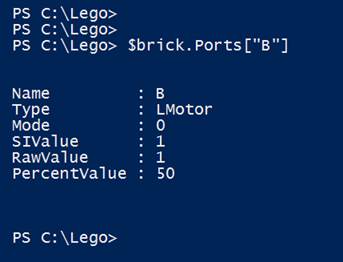 PS C:\Lego>
PS C:\Lego>
PS C:\Lego> $brick.Ports["B"]
Name : B
Type : LMotor
Mode : 0
SIValue : 1
RawValue : 1
PercentValue : 50
PS C:\Lego>